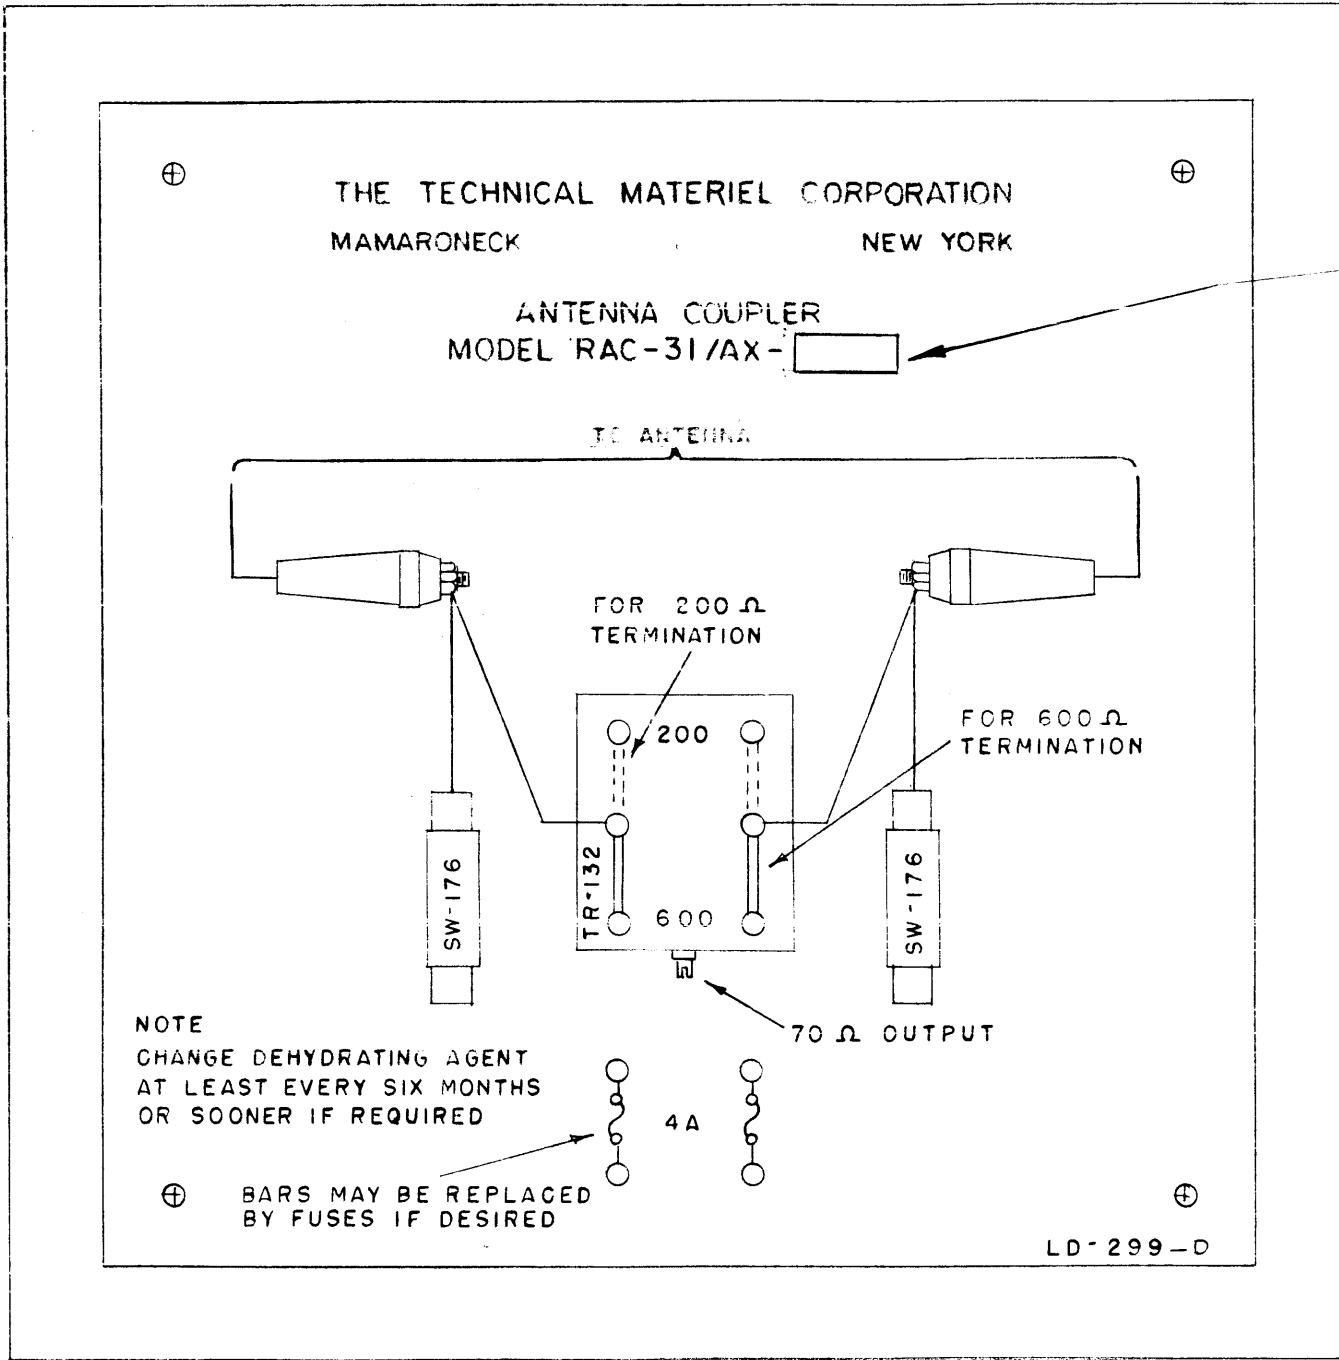 THE TECHNICAL MATERIEL CORPORATION
MAMARONECK NEW YORK
ANTENNA COUPLER
MODEL RAC-31/AX-
TO ANTENNA
FOR 200 Ω
TERMINATION
200
FOR 600 Ω
TERMINATION
TR-132
600
SW-176
SW-176
70 Ω OUTPUT
NOTE
CHANGE DEHYDRATING AGENT
AT LEAST EVERY SIX MONTHS
OR SOONER IF REQUIRED
4A
BARS MAY BE REPLACED
BY FUSES IF DESIRED
LD-299-D